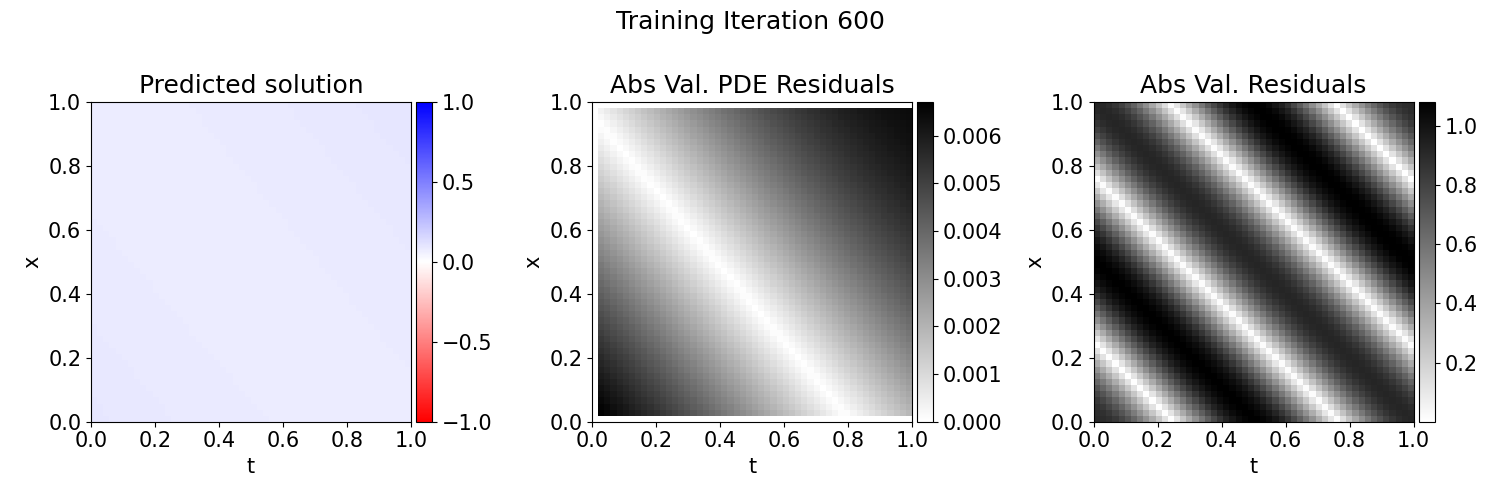 Training Iteration 600
Predicted solution
1.0
0.8
0.6
0.4
0.2
0.0
x
0.0 0.2 0.4 0.6 0.8 1.0
t
1.0
0.5
0.0
−0.5
−1.0
Abs Val. PDE Residuals
1.0
0.8
0.6
0.4
0.2
0.0
x
0.0 0.2 0.4 0.6 0.8 1.0
t
0.006
0.005
0.004
0.003
0.002
0.001
0.000
Abs Val. Residuals
1.0
0.8
0.6
0.4
0.2
0.0
x
0.0 0.2 0.4 0.6 0.8 1.0
t
1.0
0.8
0.6
0.4
0.2